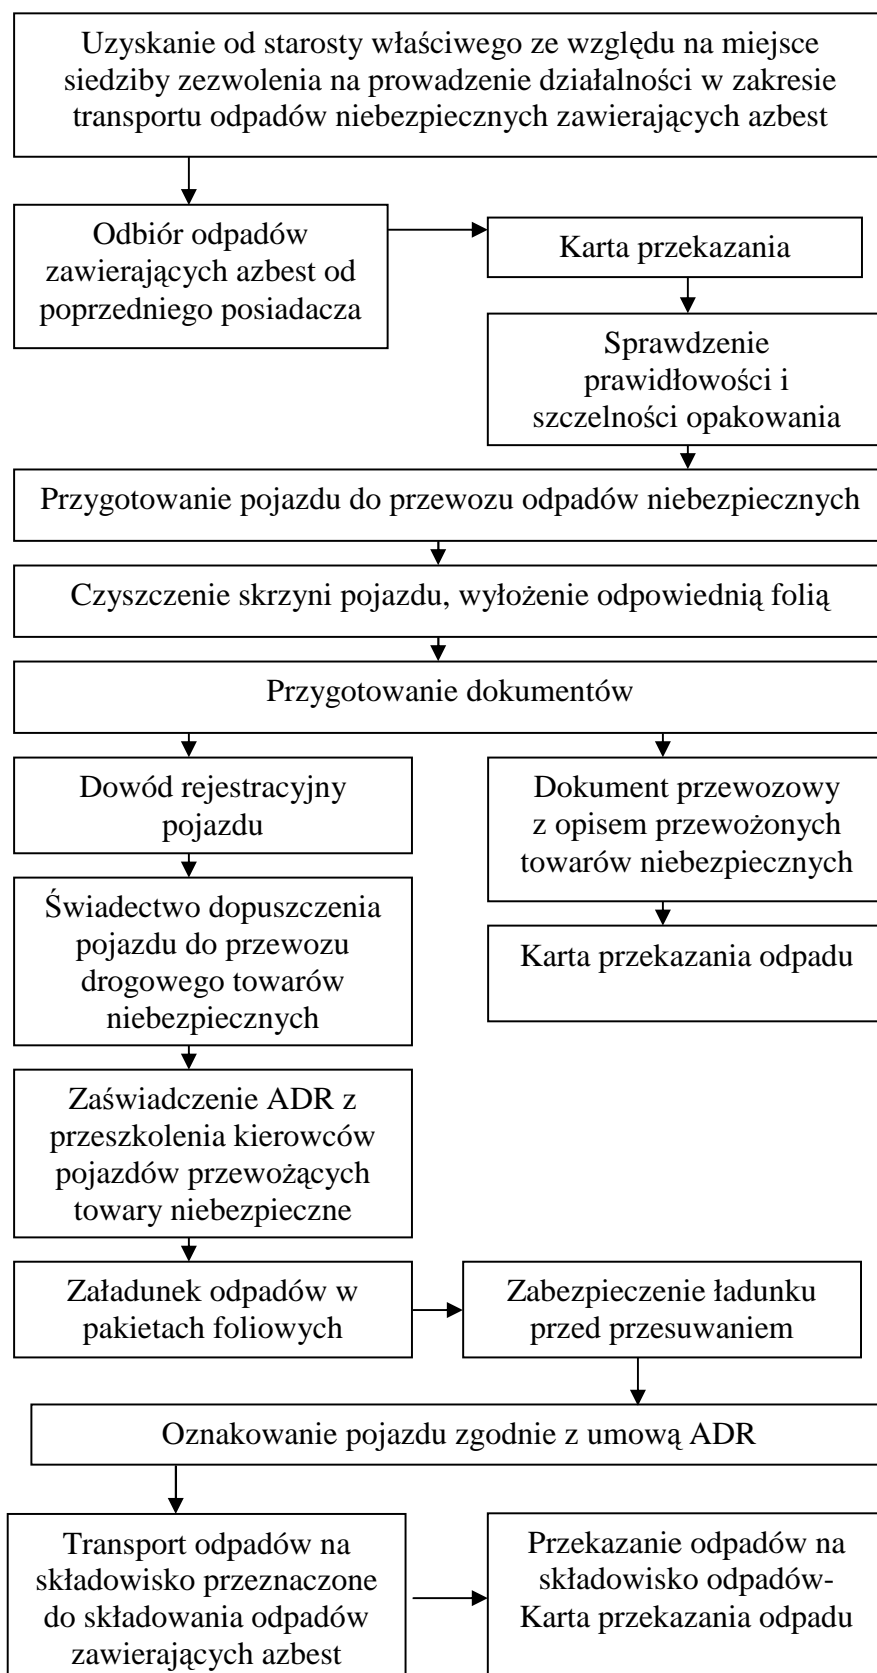 Uzyskanie od starosty właściwego ze względu na miejsce
siedziby zezwolenia na prowadzenie działalności w zakresie
transportu odpadów niebezpiecznych zawierających azbest
Odbiór odpadów
zawierających azbest od
poprzedniego posiadacza
Karta przekazania
Sprawdzenie
prawidłowości i
szczelności opakowania
Przygotowanie pojazdu do przewozu odpadów niebezpiecznych
Czyszczenie skrzyni pojazdu, wyłożenie odpowiednią folią
Przygotowanie dokumentów
Dowód rejestracyjny
pojazdu
Świadectwo dopuszczenia
pojazdu do przewozu
drogowego towarów
niebezpiecznych
Zaświadczenie ADR z
przeszkolenia kierowców
pojazdów przewożących
towary niebezpieczne
Dokument przewozowy
z opisem przewożonych
towarów niebezpiecznych
Karta przekazania odpadu
Załadunek odpadów w
pakietach foliowych
Zabezpieczenie ładunku
przed przesuwaniem
Oznakowanie pojazdu zgodnie z umową ADR
Transport odpadów na
składowisko przeznaczone
do składowania odpadów
zawierających azbest
Przekazanie odpadów na
składowisko odpadów-
Karta przekazania odpadu